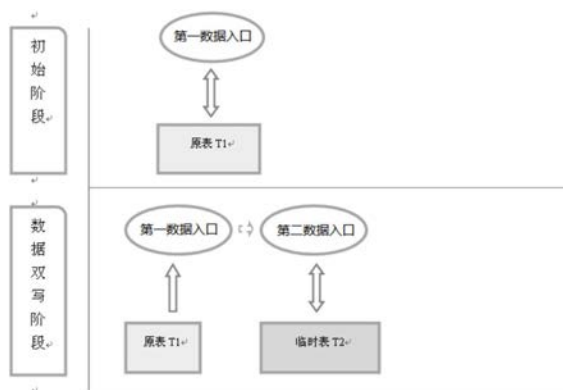 初始阶段
第一数据入口
原表 T1
数据双写阶段
第一数据入口
第二数据入口
原表 T1
临时表 T2